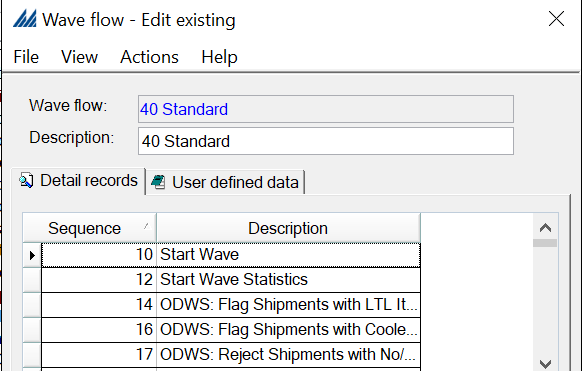 Wave flow - Edit existing
File View Actions Help
Wave flow: 40 Standard
Description: 40 Standard
Detail records User defined data
Sequence Description
10 Start Wave
12 Start Wave Statistics
14 ODWS: Flag Shipments with LTL It...
16 ODWS: Flag Shipments with Coole...
17 ODWS: Reject Shipments with No/...